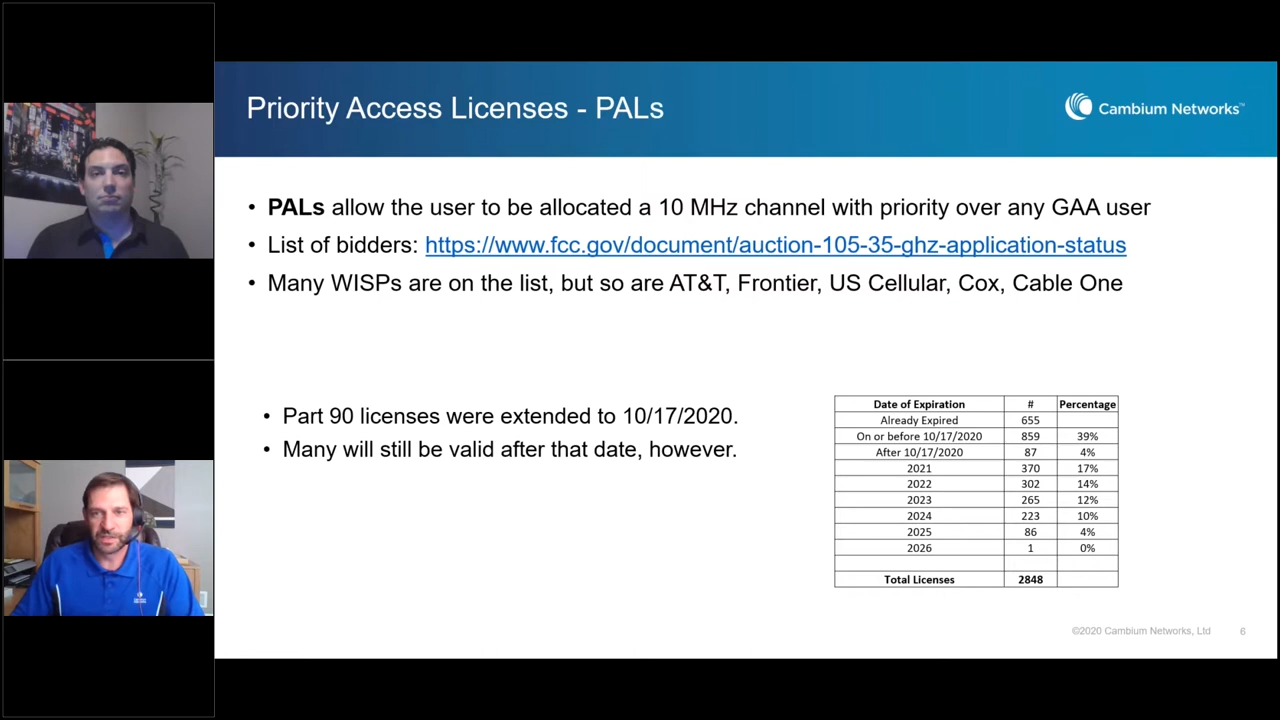 Priority Access Licenses - PALs
Cambium Networks™
• PALs allow the user to be allocated a 10 MHz channel with priority over any GAA user
• List of bidders: https://www.fcc.gov/document/auction-105-35-ghz-application-status
• Many WISPs are on the list, but so are AT&T, Frontier, US Cellular, Cox, Cable One
• Part 90 licenses were extended to 10/17/2020.
• Many will still be valid after that date, however.
Date of Expiration # Percentage
Already Expired 655
On or before 10/17/2020 859 39%
After 10/17/2020 87 4%
2021 370 17%
2022 302 14%
2023 265 12%
2024 223 10%
2025 86 4%
2026 1 0%
Total Licenses 2848
©2020 Cambium Networks, Ltd 6